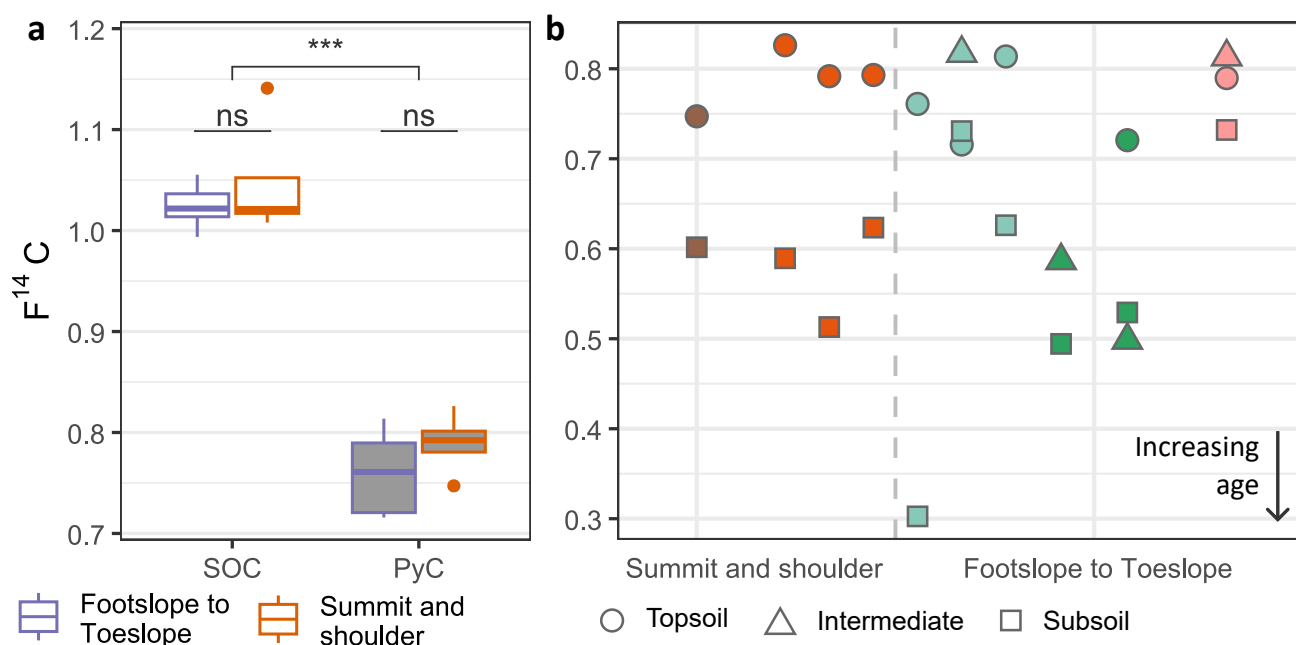 a
F14 C
1.2
1.1
1.0
0.9
0.8
0.7
***
ns
ns
SOC
PyC
Footslope to
Toeslope
Summit and
shoulder
b
0.8
0.7
0.6
0.5
0.4
0.3
Increasing
age
Summit and shoulder
Footslope to Toeslope
Topsoil
Intermediate
Subsoil